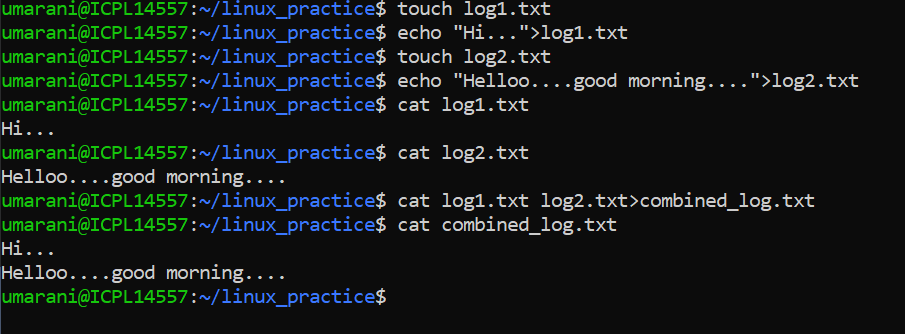 umarani@ICPL14557:~/linux_practice$ touch log1.txt
umarani@ICPL14557:~/linux_practice$ echo "Hi...">log1.txt
umarani@ICPL14557:~/linux_practice$ touch log2.txt
umarani@ICPL14557:~/linux_practice$ echo "Helloo....good morning....">log2.txt
umarani@ICPL14557:~/linux_practice$ cat log1.txt
Hi...
umarani@ICPL14557:~/linux_practice$ cat log2.txt
Helloo....good morning....
umarani@ICPL14557:~/linux_practice$ cat log1.txt log2.txt>combined_log.txt
umarani@ICPL14557:~/linux_practice$ cat combined_log.txt
Hi...
Helloo....good morning....
umarani@ICPL14557:~/linux_practice$